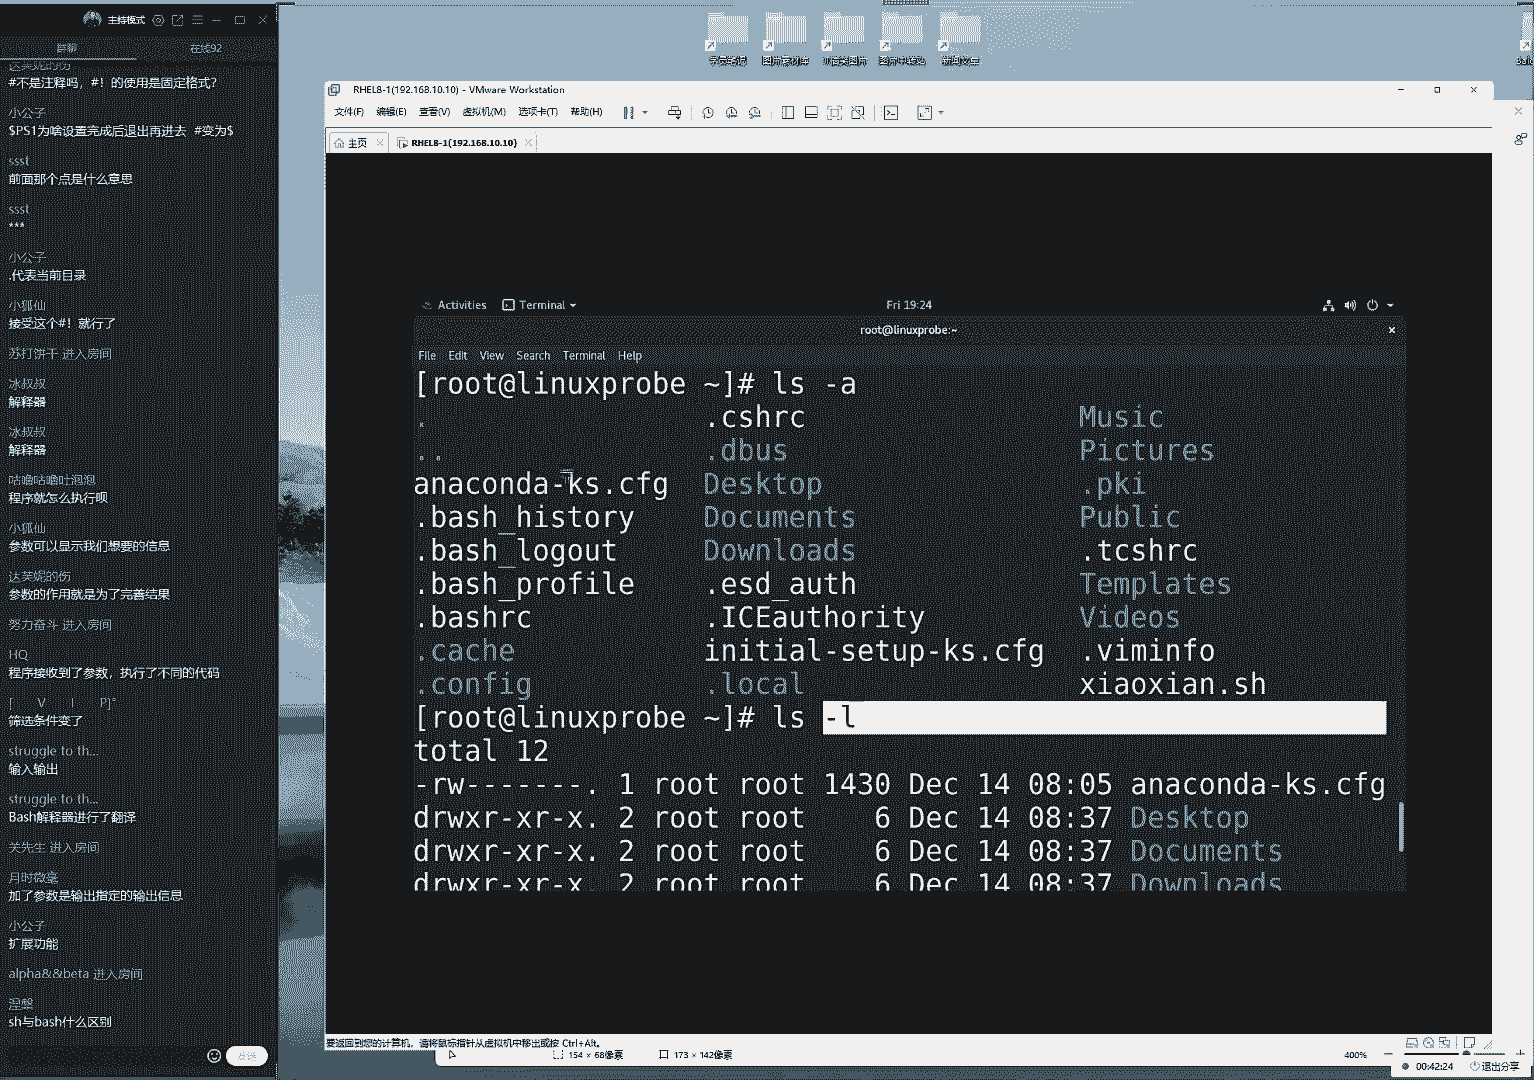 主持模式
群聊 在线92
达芙妮的伤
#不是注释吗，#！的使用是固定格式?
小公子
$PS1为啥设置完成后退出再进去 #变为$
ssst
前面那个点是什么意思
ssst
***
小公子
.代表当前目录
小狐仙
接受这个#！就行了
苏打饼干 进入房间
冰叔叔
解释器
冰叔叔
解释器
咕噜咕噜吐泡泡
程序就怎么执行呗
小狐仙
参数可以显示我们想要的信息
达芙妮的伤
参数的作用就是为了完善结果
努力奋斗 进入房间
HQ
程序接收到了参数，执行了不同的代码
[ V I P]°
筛选条件变了
struggle to th...
输入输出
struggle to th...
Bash解释器进行了翻译
关先生 进入房间
月时微毫
加了参数是输出指定的输出信息
小公子
扩展功能
alpha&&beta 进入房间
涅槃
sh与bash什么区别
发送
RHEL8-1(192.168.10.10) - VMware Workstation
文件(F) 编辑(E) 查看(V) 虚拟机(M) 选项卡(T) 帮助(H)
主页 RHEL8-1(192.168.10.10)
Activities Terminal Fri 19:24
root@linuxprobe:~
File Edit View Search Terminal Help
[root@linuxprobe ~]# ls -a
. .cshrc Music
.. .dbus Pictures
anaconda-ks.cfg Desktop .pki
.bash_history Documents Public
.bash_logout Downloads .tcshrc
.bash_profile .esd_auth Templates
.bashrc .ICEauthority Videos
.cache initial-setup-ks.cfg .viminfo
.config .local xiaoxian.sh
[root@linuxprobe ~]# ls -l
total 12
-rw-------. 1 root root 1430 Dec 14 08:05 anaconda-ks.cfg
drwxr-xr-x. 2 root root 6 Dec 14 08:37 Desktop
drwxr-xr-x. 2 root root 6 Dec 14 08:37 Documents
drwxr-xr-x. 2 root root 6 Dec 14 08:37 Downloads
要返回到您的计算机，请将鼠标指针从虚拟机中移出或按 Ctrl+Alt。
154 × 68像素 173 × 142像素 400%
00:42:24 退出分享